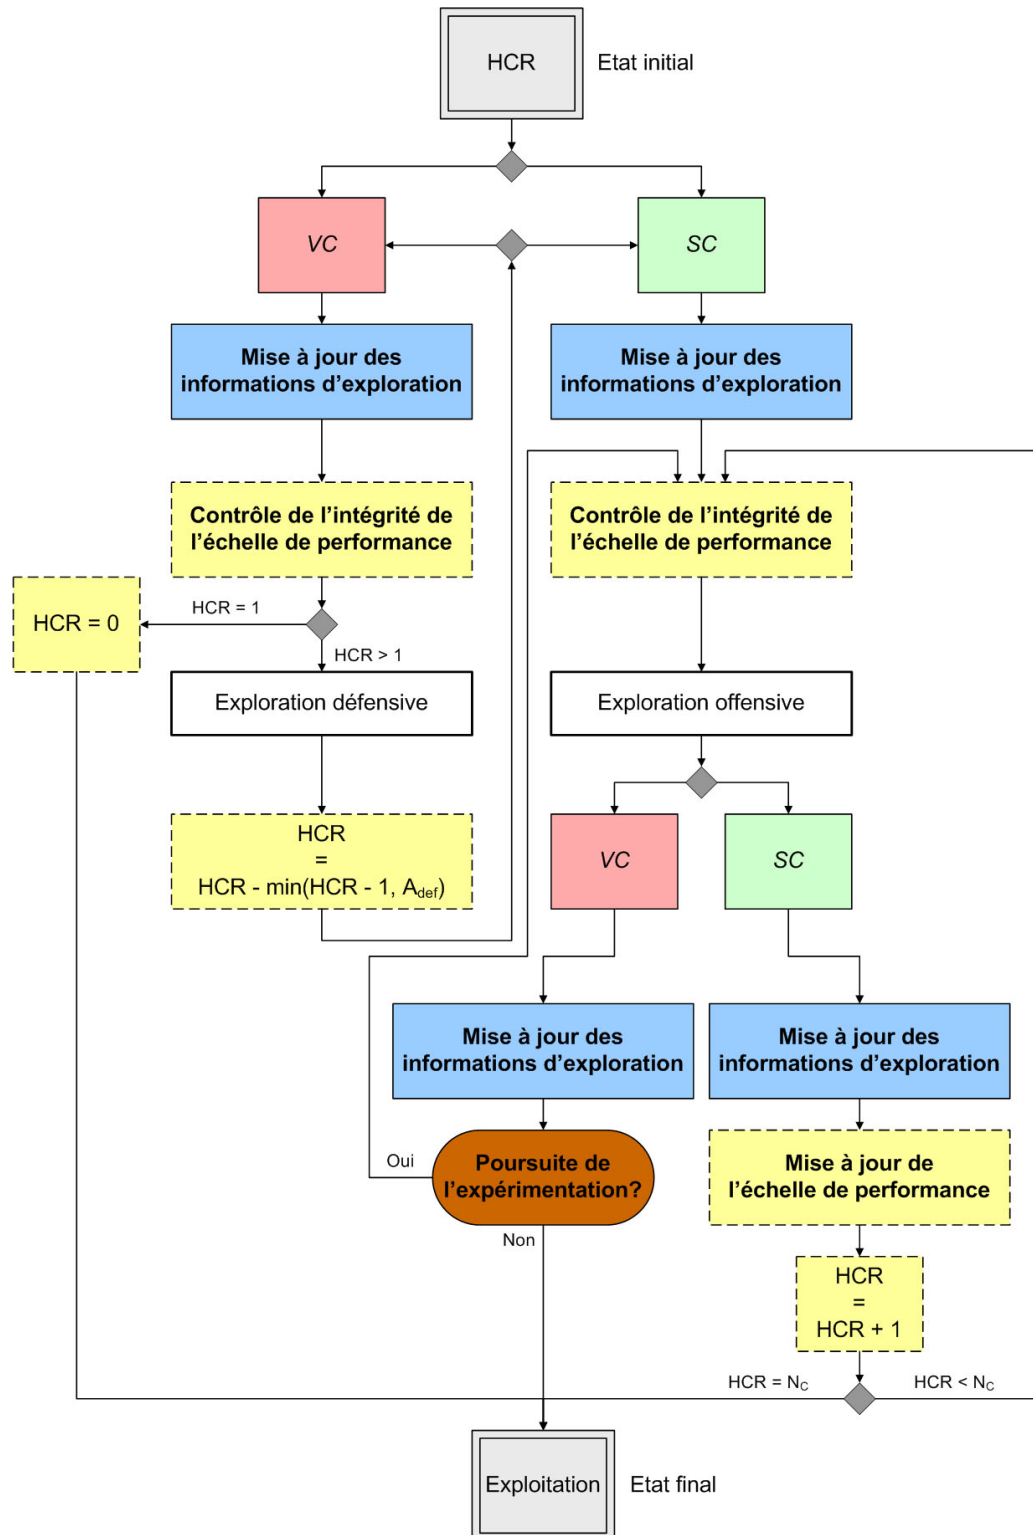 HCR
Etat initial
VC
SC
Mise à jour des
informations d'exploration
Mise à jour des
informations d'exploration
Contrôle de l'intégrité de
l'échelle de performance
Contrôle de l'intégrité de
l'échelle de performance
HCR = 0
HCR = 1
HCR > 1
Exploration défensive
Exploration offensive
HCR
=
HCR - min(HCR - 1, Adef)
VC
SC
Mise à jour des
informations d'exploration
Mise à jour des
informations d'exploration
Oui
Poursuite de
l'expérimentation?
Non
Mise à jour de
l'échelle de performance
HCR
=
HCR + 1
HCR = NC
HCR < NC
Exploitation
Etat final